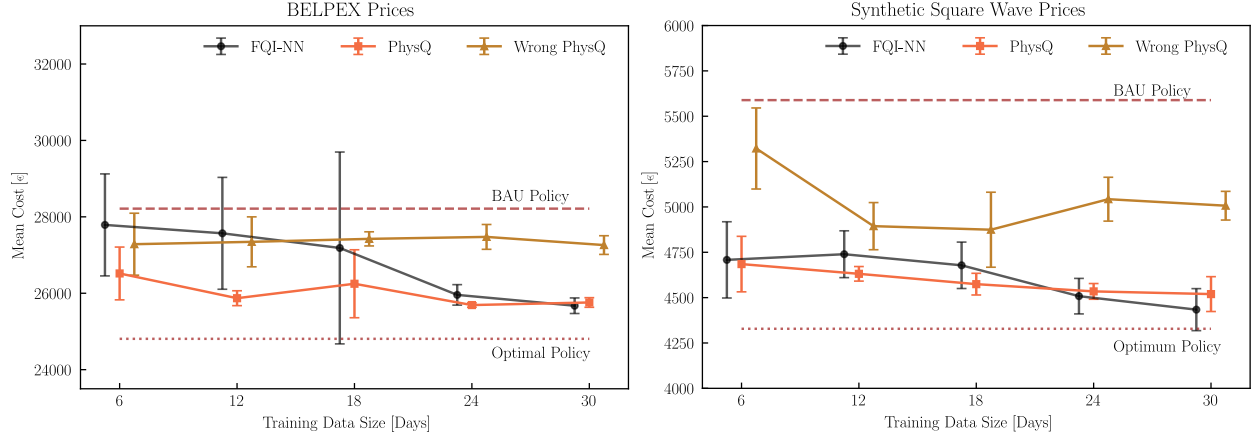 BELPEX Prices
FQI-NN PhysQ Wrong PhysQ
32000
30000
28000
26000
24000
Mean Cost [€]
BAU Policy
Optimal Policy
6 12 18 24 30
Training Data Size [Days]
Synthetic Square Wave Prices
FQI-NN PhysQ Wrong PhysQ
6000
5750
5500
5250
5000
4750
4500
4250
4000
Mean Cost [€]
BAU Policy
Optimum Policy
6 12 18 24 30
Training Data Size [Days]